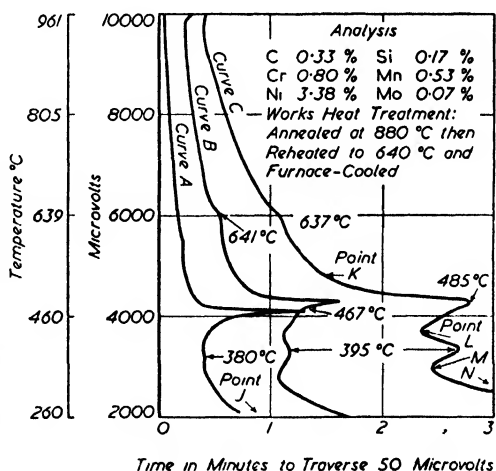 961
805
639
460
260
Temperature °C
Microvolts
10000
8000
6000
4000
2000
Analysis
C 0·33 % Si 0·17 %
Cr 0·80 % Mn 0·53 %
Ni 3·38 % Mo 0·07 %
Works Heat Treatment:
Annealed at 880 °C then
Reheated to 640 °C and
Furnace-Cooled
Curve A
Curve B
Curve C
641°C
637°C
Point
K
485°C
467°C
Point
L
M
N
380°C
395°C
Point
J
0
1
2
3
Time in Minutes to Traverse 50 Microvolts